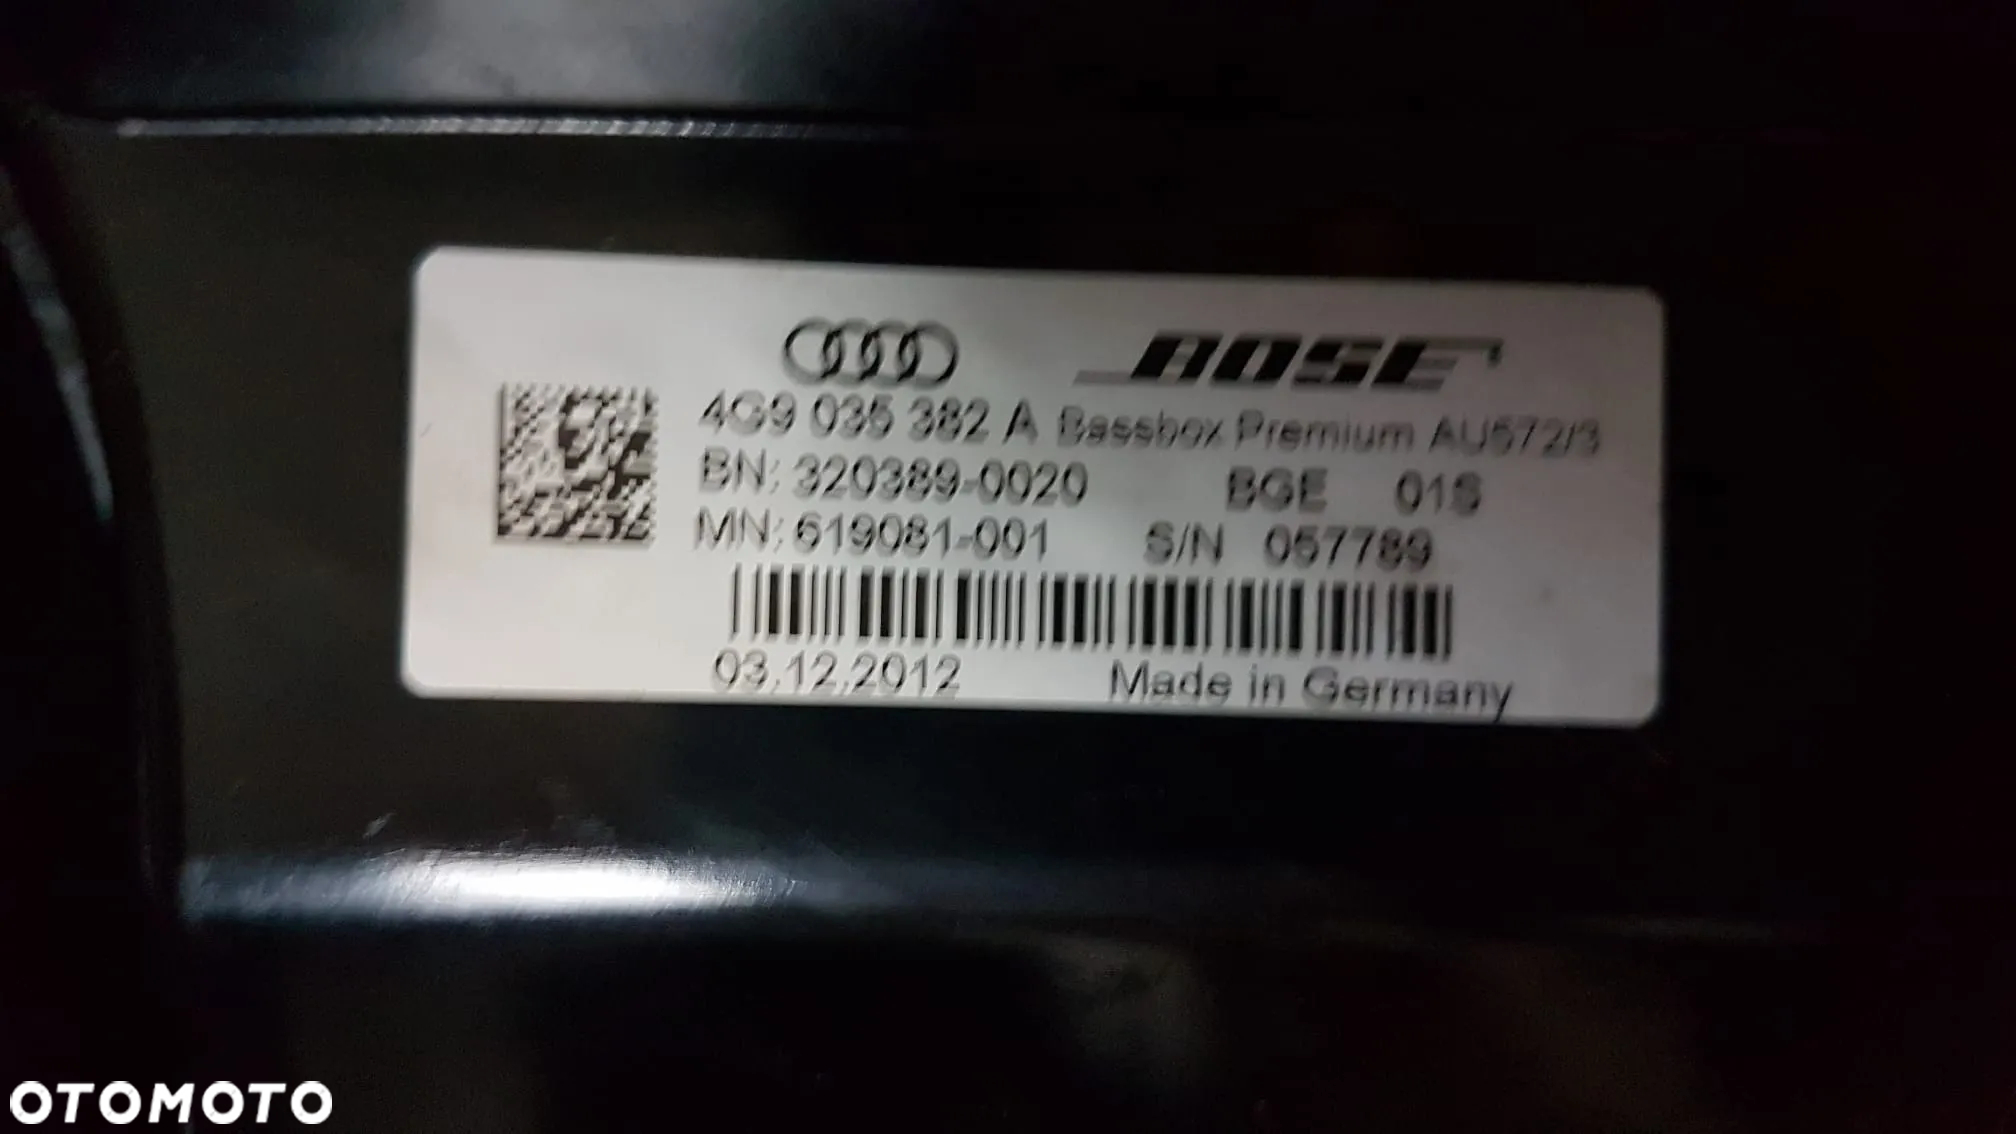 BOSE
4G9 035 382 A Bassbox Premium AU572/3
BN: 320389-0020 BGE 01S
MN: 619081-001 S/N 057789
03.12.2012 Made in Germany
OTOMOTO